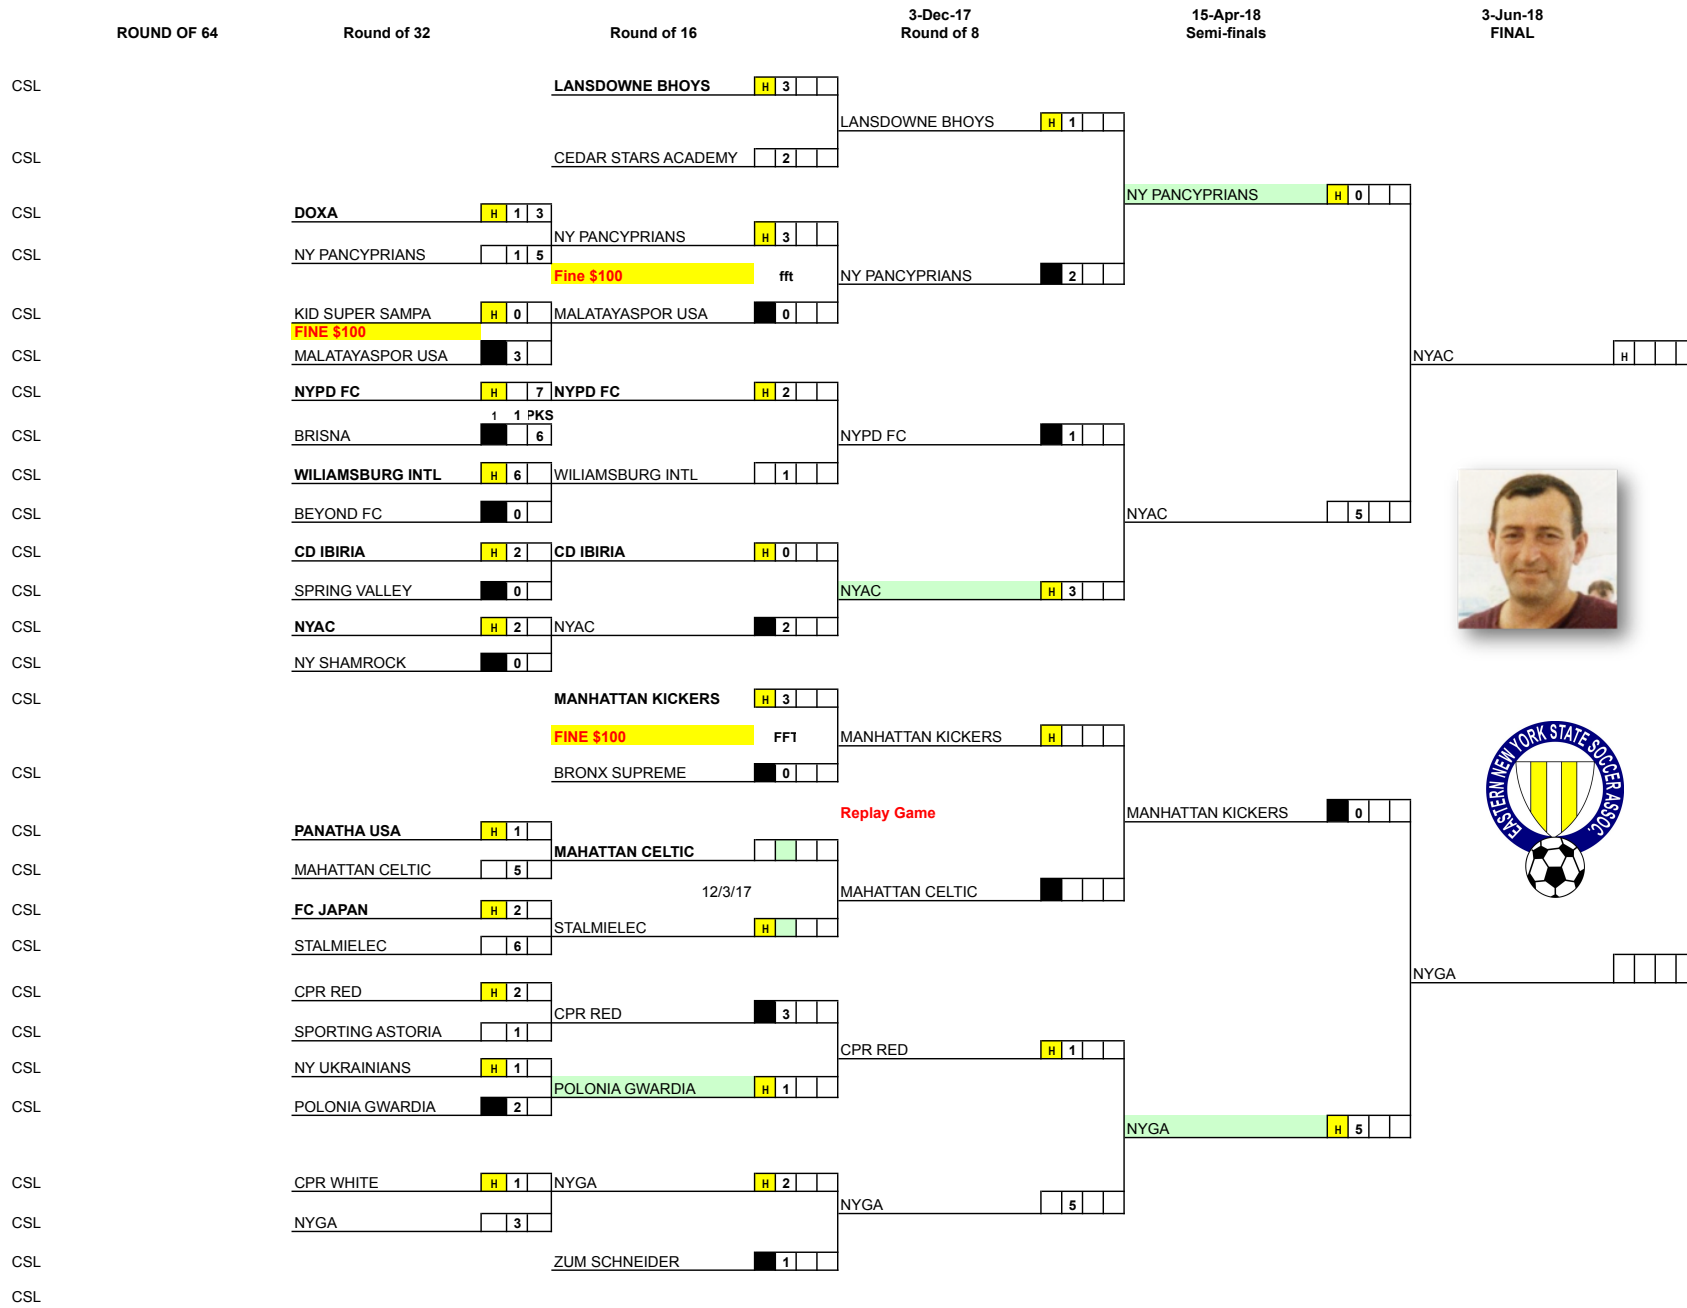 3-Dec-17 15-Apr-18 3-Jun-18
ROUND OF 64 Round of 32 Round of 16 Round of 8 Semi-finals FINAL
CSL LANSDOWNE BHOYS H 3
LANSDOWNE BHOYS H 1
CSL CEDAR STARS ACADEMY 2
NY PANCYPRIANS H 0
CSL DOXA H 1 3
NY PANCYPRIANS H 3
CSL NY PANCYPRIANS 1 5
Fine $100 fft NY PANCYPRIANS 2
CSL KID SUPER SAMPA H 0 MALATAYASPOR USA 0
FINE $100
CSL MALATAYASPOR USA 3 NYAC H
CSL NYPD FC H 7 NYPD FC H 2
1 1 PKS
CSL BRISNA 6 NYPD FC 1
CSL WILIAMSBURG INTL H 6 WILIAMSBURG INTL 1
CSL BEYOND FC 0 NYAC 5
CSL CD IBIRIA H 2 CD IBIRIA H 0
CSL SPRING VALLEY 0 NYAC H 3
CSL NYAC H 2 NYAC 2
CSL NY SHAMROCK 0
CSL MANHATTAN KICKERS H 3
FINE $100 FFT MANHATTAN KICKERS H
CSL BRONX SUPREME 0
EASTERN NEW YORK STATE SOCCER ASSOC.
Replay Game MANHATTAN KICKERS 0
CSL PANATHA USA H 1
MAHATTAN CELTIC
CSL MAHATTAN CELTIC 5
12/3/17 MAHATTAN CELTIC
CSL FC JAPAN H 2
STALMIELEC H
CSL STALMIELEC 6
NYGA
CSL CPR RED H 2
CPR RED 3
CSL SPORTING ASTORIA 1
CPR RED H 1
CSL NY UKRAINIANS H 1
POLONIA GWARDIA H 1
CSL POLONIA GWARDIA 2
NYGA H 5
CSL CPR WHITE H 1 NYGA H 2
NYGA 5
CSL NYGA 3
CSL ZUM SCHNEIDER 1
CSL